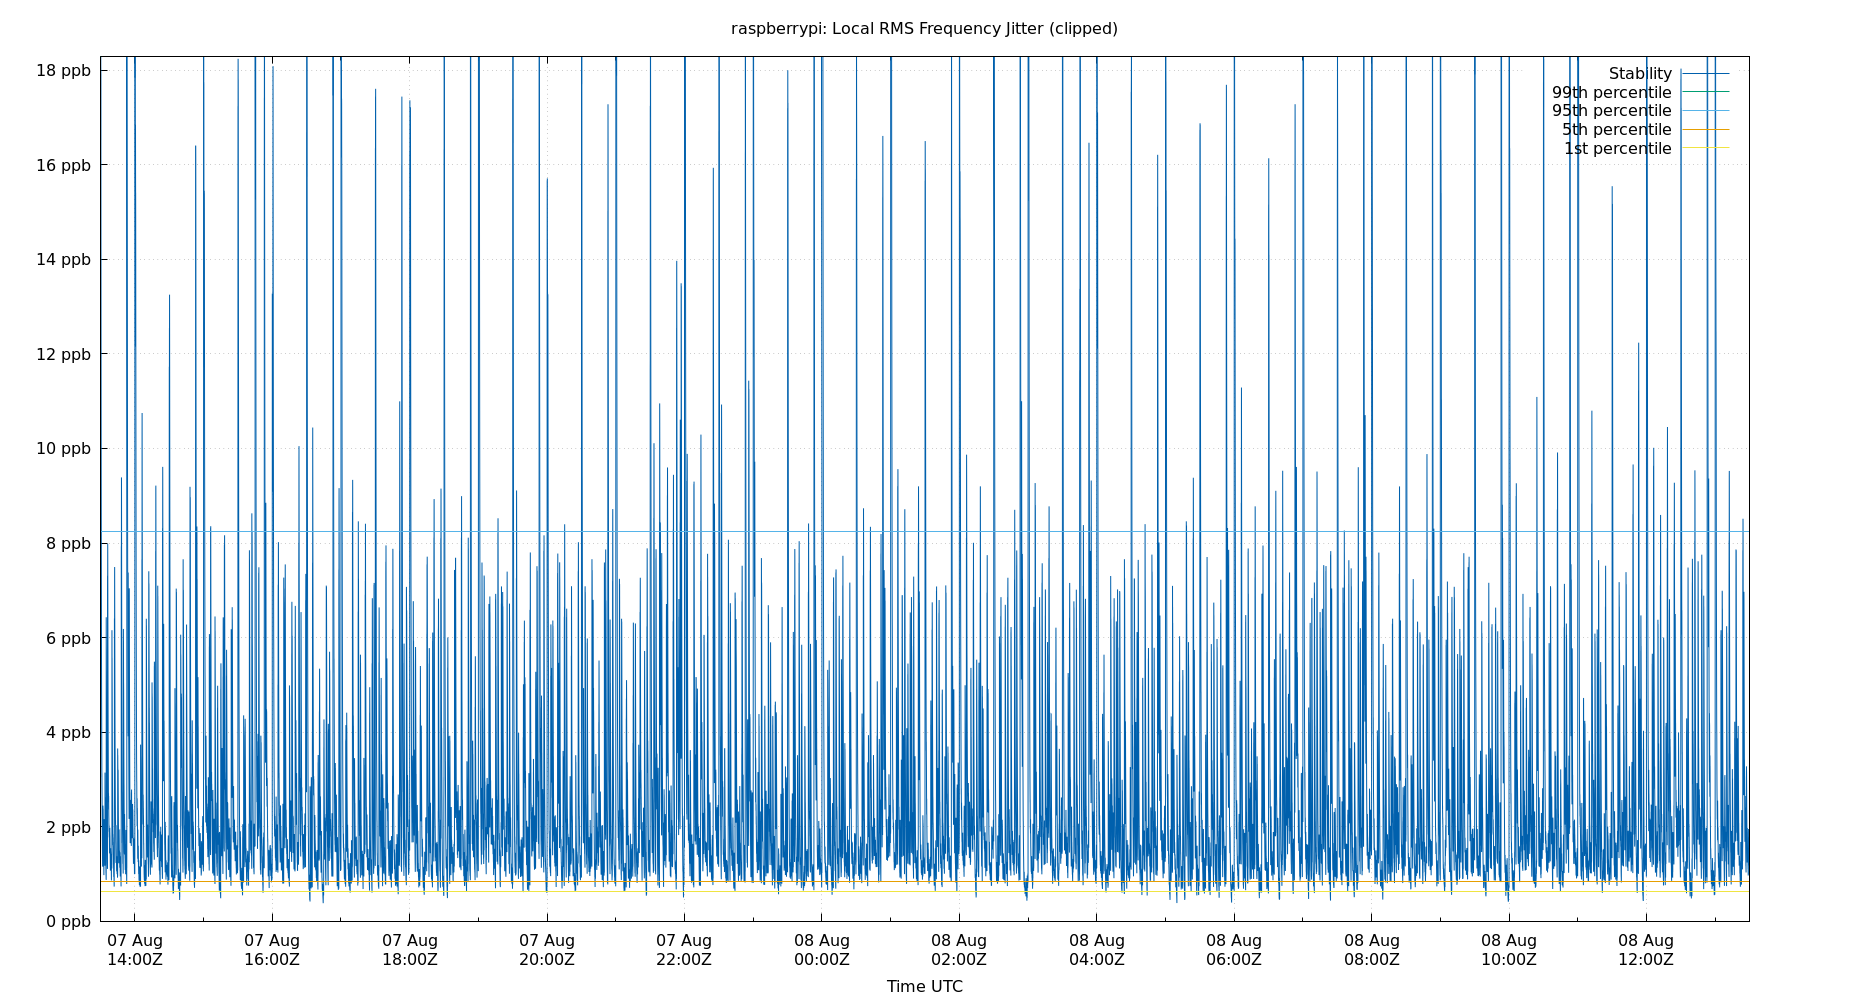 raspberrypi: Local RMS Frequency Jitter (clipped)
18 ppb
16 ppb
14 ppb
12 ppb
10 ppb
8 ppb
6 ppb
4 ppb
2 ppb
0 ppb
Stability
99th percentile
95th percentile
5th percentile
1st percentile
07 Aug
14:00Z
07 Aug
16:00Z
07 Aug
18:00Z
07 Aug
20:00Z
07 Aug
22:00Z
08 Aug
00:00Z
08 Aug
02:00Z
08 Aug
04:00Z
08 Aug
06:00Z
08 Aug
08:00Z
08 Aug
10:00Z
08 Aug
12:00Z
Time UTC